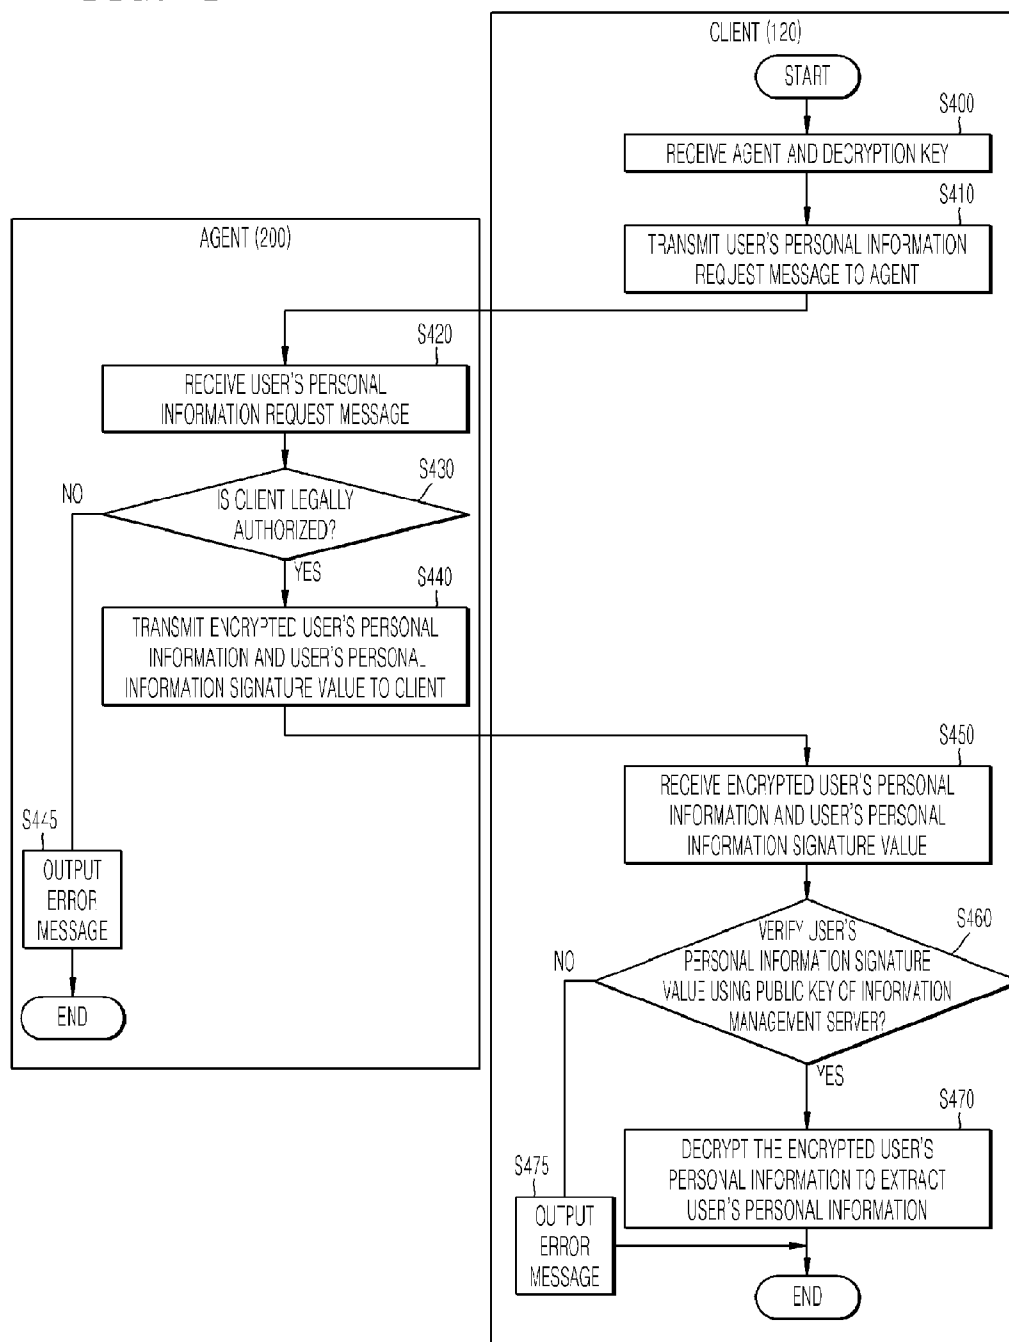 CLIENT (120)
START
S400
RECEIVE AGENT AND DECRYPTION KEY
S410
TRANSMIT USER'S PERSONAL INFORMATION
REQUEST MESSAGE TO AGENT
AGENT (200)
S420
RECEIVE USER'S PERSONAL
INFORMATION REQUEST MESSAGE
S430
NO
IS CLIENT LEGALLY
AUTHORIZED?
YES
S440
TRANSMIT ENCRYPTED USER'S PERSONAL
INFORMATION AND USER'S PERSONAL
INFORMATION SIGNATURE VALUE TO CLIENT
S445
OUTPUT
ERROR
MESSAGE
END
S450
RECEIVE ENCRYPTED USER'S PERSONAL
INFORMATION AND USER'S PERSONAL
INFORMATION SIGNATURE VALUE
S460
NO
VERIFY USER'S
PERSONAL INFORMATION SIGNATURE
VALUE USING PUBLIC KEY OF INFORMATION
MANAGEMENT SERVER?
YES
S470
DECRYPT THE ENCRYPTED USER'S
PERSONAL INFORMATION TO EXTRACT
USER'S PERSONAL INFORMATION
S475
OUTPUT
ERROR
MESSAGE
END